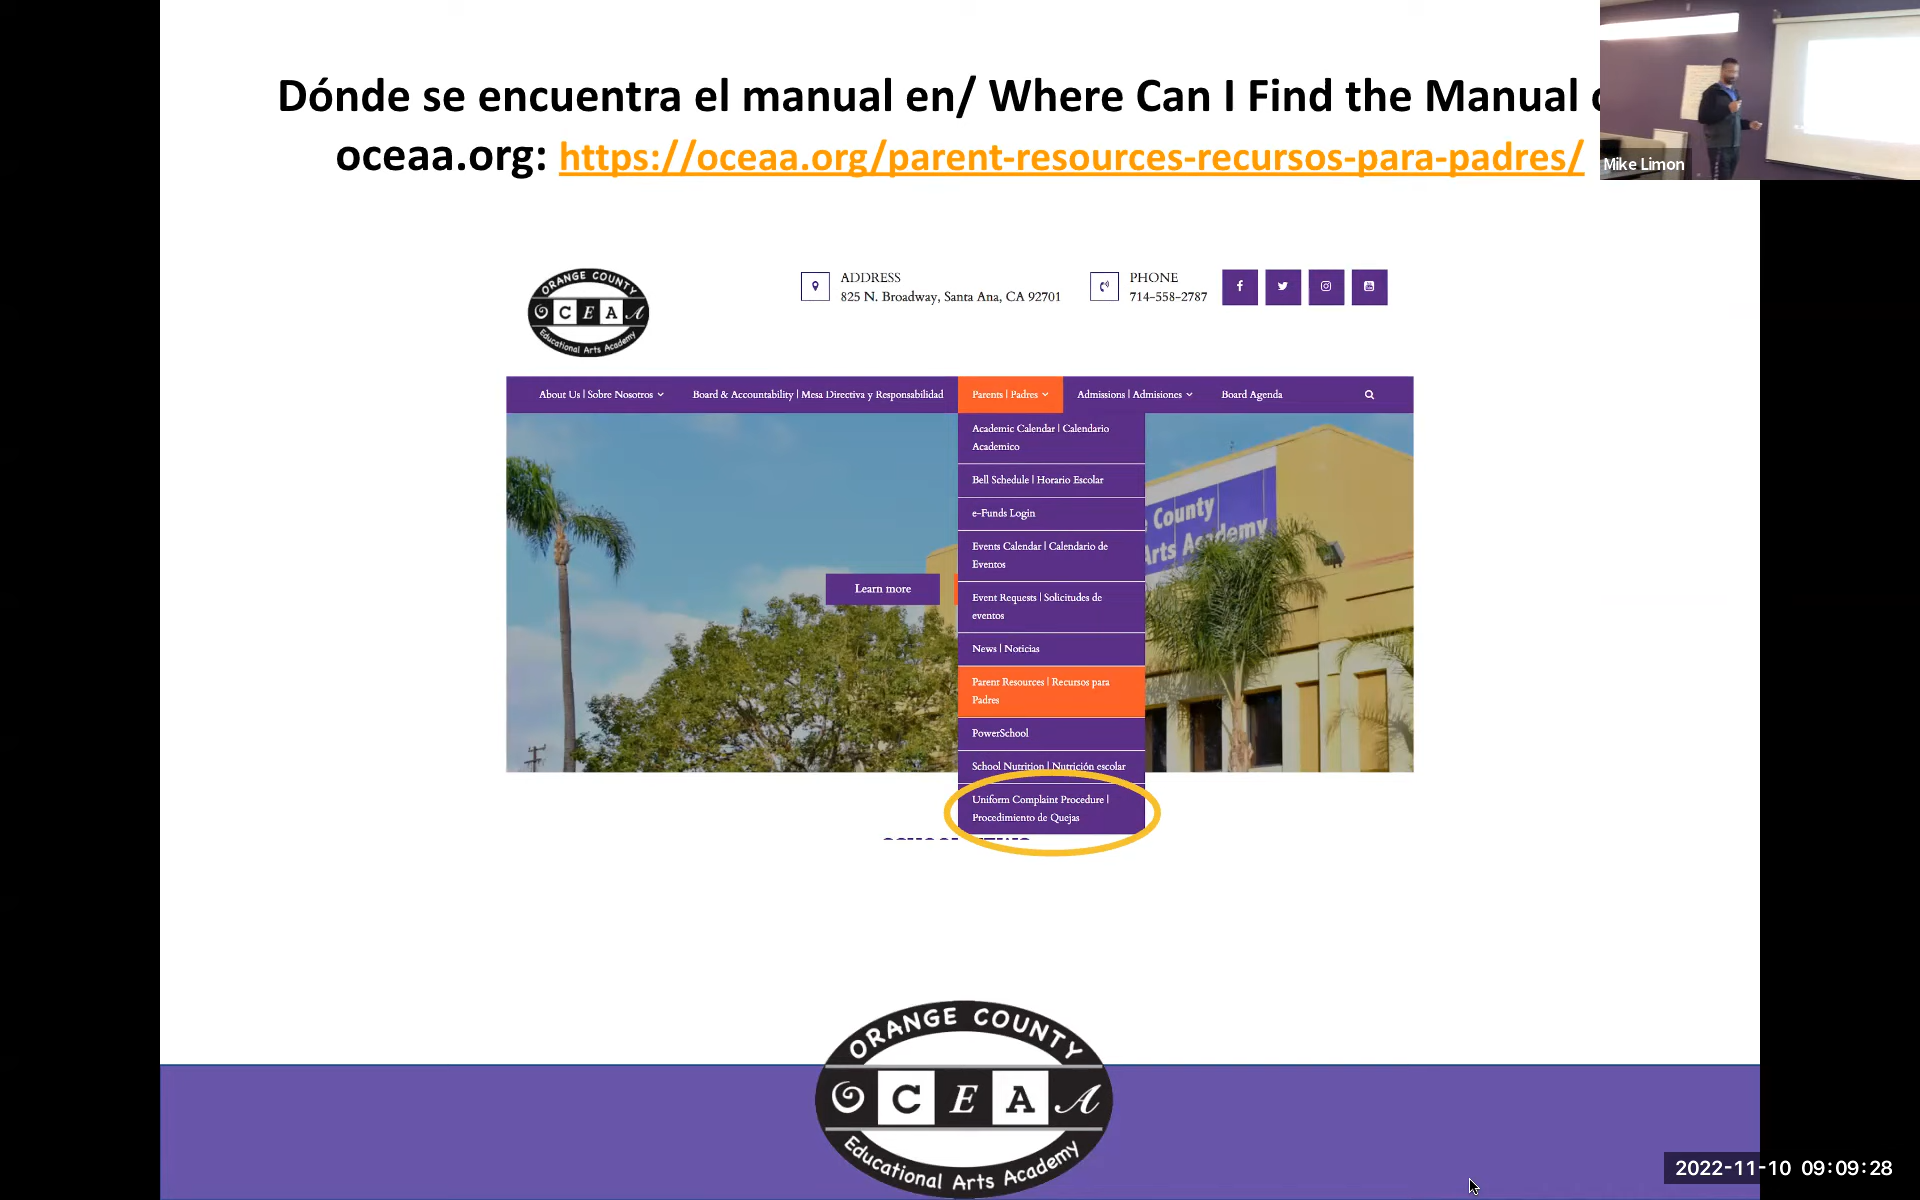 Dónde se encuentra el manual en/ Where Can I Find the Manual
oceaa.org: https://oceaa.org/parent-resources-recursos-para-padres/
Mike Limon
ORANGE COUNTY
OCEAA
Educational Arts Academy
ADDRESS
825 N. Broadway, Santa Ana, CA 92701
PHONE
714-558-2787
About Us | Sobre Nosotros
Board & Accountability | Mesa Directiva y Responsabilidad
Parents | Padres
Admissions | Admisiones
Board Agenda
Academic Calendar | Calendario
Academico
Bell Schedule | Horario Escolar
e-Funds Login
Events Calendar | Calendario de
Eventos
Event Requests | Solicitudes de
eventos
News | Noticias
Parent Resources | Recursos para
Padres
PowerSchool
School Nutrition | Nutrición escolar
Uniform Complaint Procedure |
Procedimiento de Quejas
Learn more
County
Arts Academy
ORANGE COUNTY
OCEAA
Educational Arts Academy
2022-11-10 09:09:28